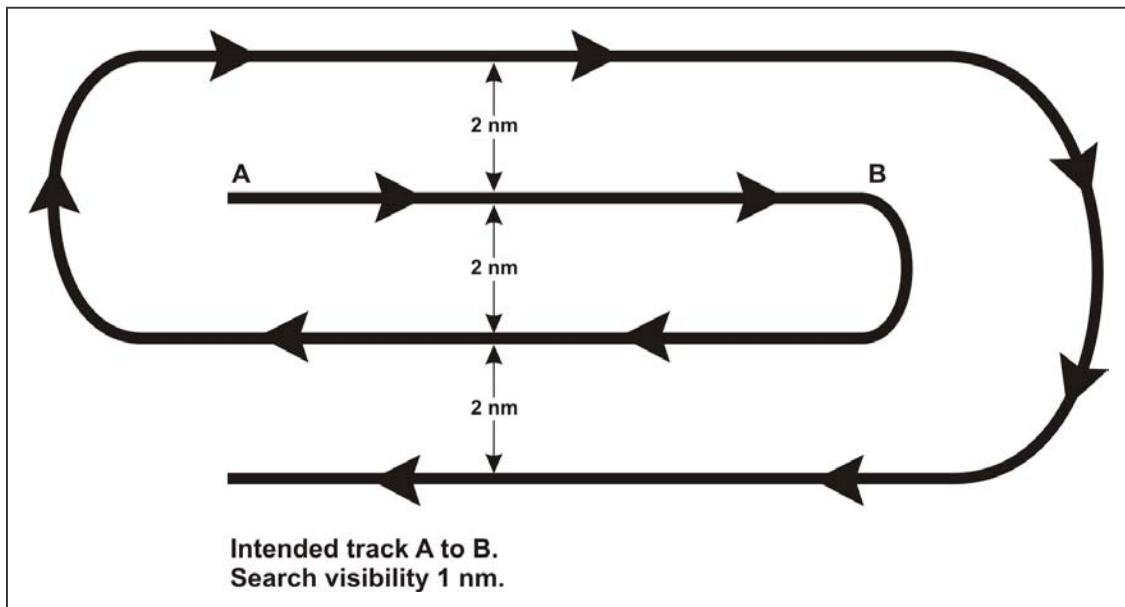 2 nm
A
B
2 nm
2 nm
Intended track A to B.
Search visibility 1 nm.